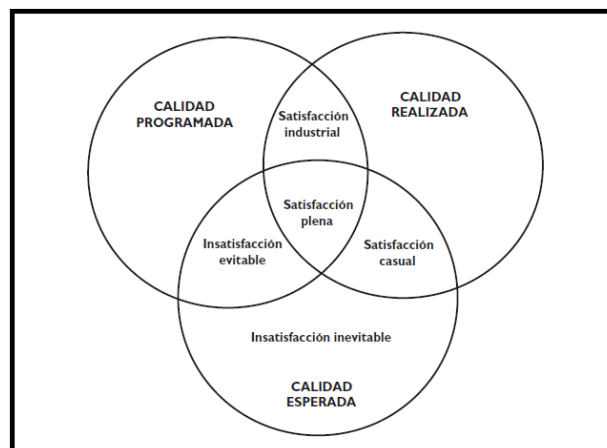 CALIDAD
PROGRAMADA
CALIDAD
REALIZADA
Satisfacción
industrial
Satisfacción
plena
Insatisfacción
evitable
Satisfacción
casual
Insatisfacción inevitable
CALIDAD
ESPERADA